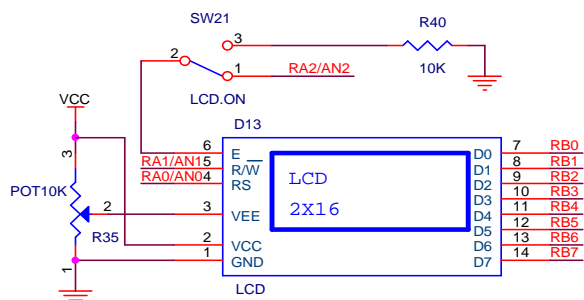 SW21
3
R40
2
1
10K
RA2/AN2
LCD.ON
VCC
D13
6 E D0 7 RB0
RA1/AN1 5 R/W D1 8 RB1
RA0/AN0 4 RS D2 9 RB2
LCD
2X16
D3 10 RB3
3
POT10K
2
3 VEE D4 11 RB4
R35
D5 12 RB5
2 VCC D6 13 RB6
1 GND D7 14 RB7
1
LCD